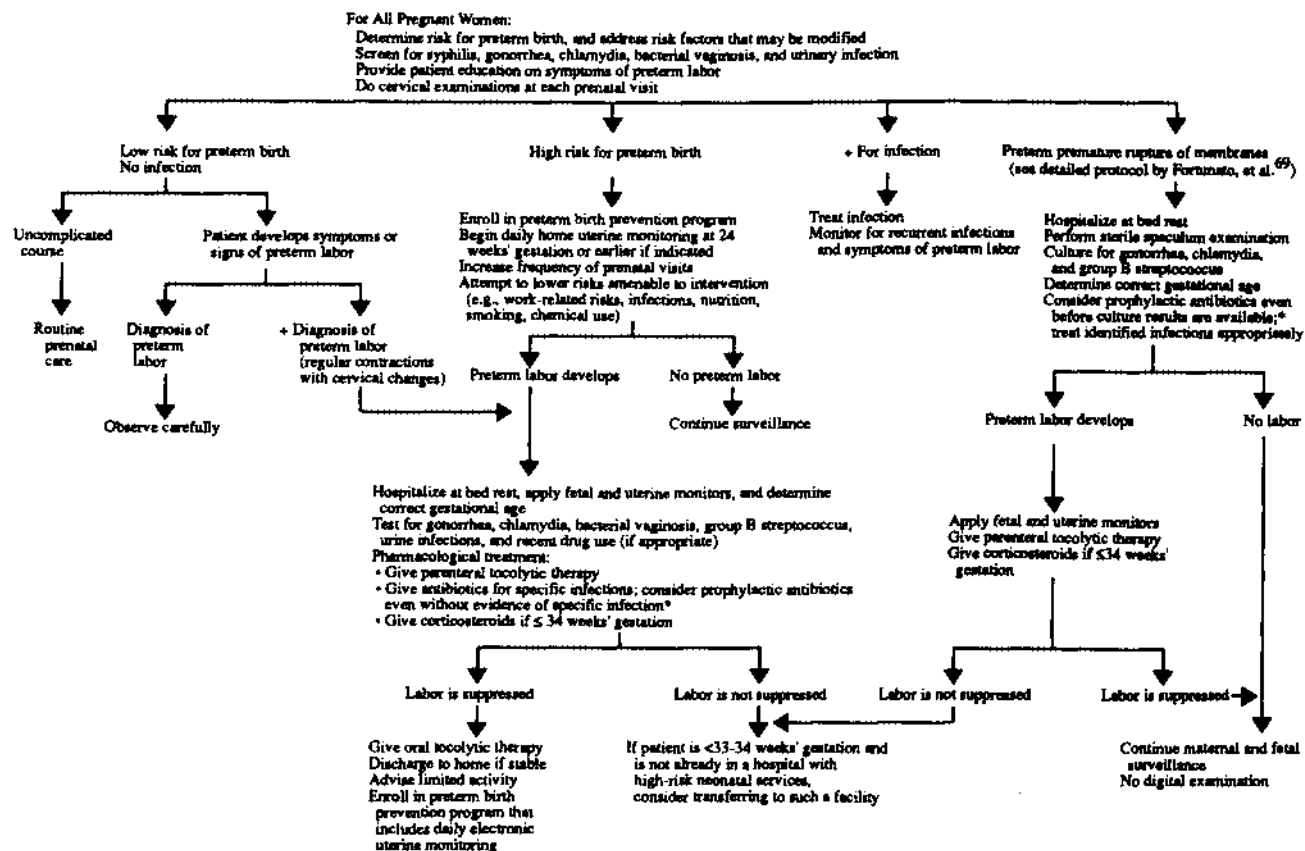 For All Pregnant Women:
Determine risk for preterm birth, and address risk factors that may be modified
Screen for syphilis, gonorrhea, chlamydia, bacterial vaginosis, and urinary infection
Provide patient education on symptoms of preterm labor
Do cervical examinations at each prenatal visit
Low risk for preterm birth
No infection
High risk for preterm birth
+ For infection
Preterm premature rupture of membranes
(see detailed protocol by Fortunato, et al.69)
Uncomplicated
course
Patient develops symptoms or
signs of preterm labor
Enroll in preterm birth prevention program
Begin daily home uterine monitoring at 24
weeks' gestation or earlier if indicated
Increase frequency of prenatal visits
Attempt to lower risks amenable to intervention
(e.g., work-related risks, infections, nutrition,
smoking, chemical use)
Treat infection
Monitor for recurrent infections
and symptoms of preterm labor
Hospitalize at bed rest
Perform sterile speculum examination
Culture for gonorrhea, chlamydia,
and group B streptococcus
Determine correct gestational age
Consider prophylactic antibiotics even
before culture results are available;*
treat identified infections appropriately
Routine
prenatal
care
Diagnosis of
preterm
labor
+ Diagnosis of
preterm labor
(regular contractions
with cervical changes)
Preterm labor develops
No preterm labor
Observe carefully
Continue surveillance
Preterm labor develops
No labor
Hospitalize at bed rest, apply fetal and uterine monitors, and determine
correct gestational age
Test for gonorrhea, chlamydia, bacterial vaginosis, group B streptococcus,
urine infections, and recent drug use (if appropriate)
Pharmacological treatment:
• Give parenteral tocolytic therapy
• Give antibiotics for specific infections; consider prophylactic antibiotics
even without evidence of specific infection*
• Give corticosteroids if ≤ 34 weeks' gestation
Apply fetal and uterine monitors
Give parenteral tocolytic therapy
Give corticosteroids if ≤34 weeks'
gestation
Labor is suppressed
Labor is not suppressed
Labor is not suppressed
Labor is suppressed
Give oral tocolytic therapy
Discharge to home if stable
Advise limited activity
Enroll in preterm birth
prevention program that
includes daily electronic
uterine monitoring
If patient is <33-34 weeks' gestation and
is not already in a hospital with
high-risk neonatal services,
consider transferring to such a facility
Continue maternal and fetal
surveillance
No digital examination